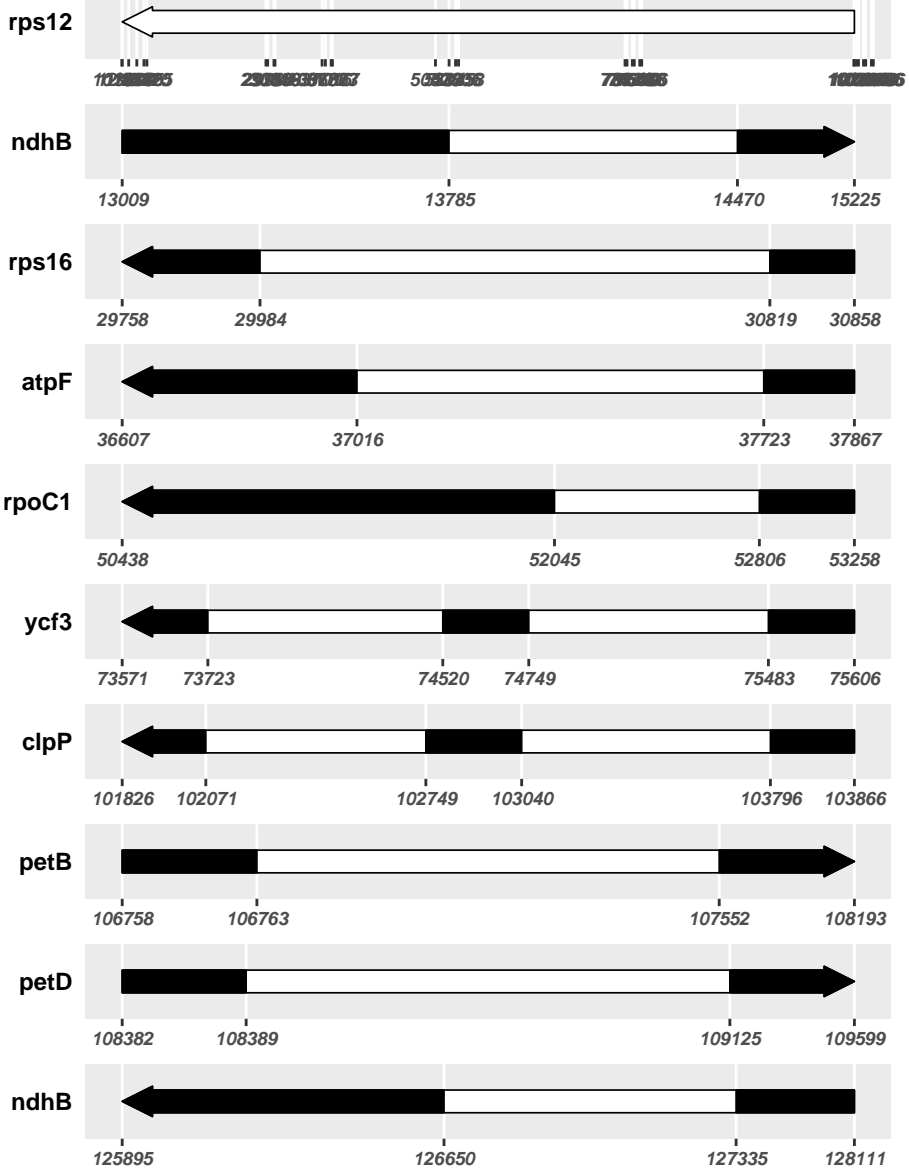 rps12
ndhB
13009 13785 14470 15225
rps16
29758 29984 30819 30858
atpF
36607 37016 37723 37867
rpoC1
50438 52045 52806 53258
ycf3
73571 73723 74520 74749 75483 75606
clpP
101826 102071 102749 103040 103796 103866
petB
106758 106763 107552 108193
petD
108382 108389 109125 109599
ndhB
125895 126650 127335 128111